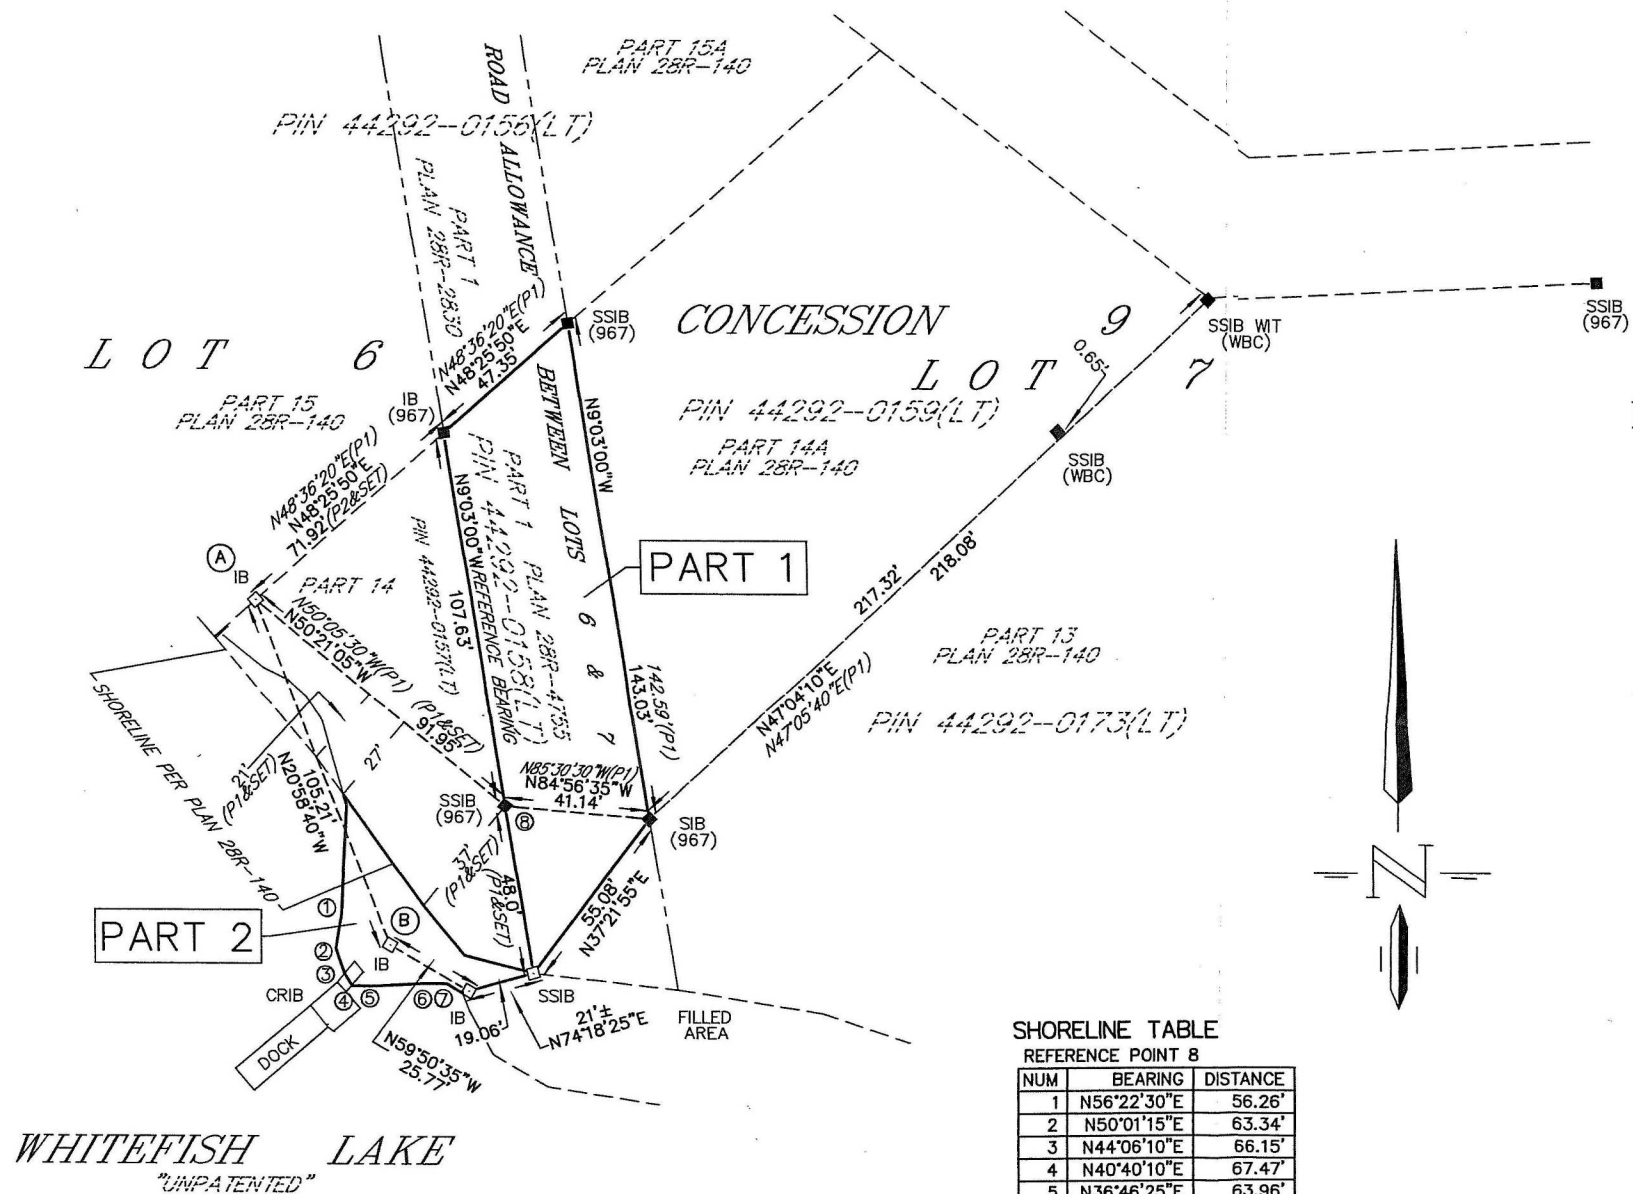 PART 15A
PLAN 28R-140
PIN 44292-0156(LT)
ROAD ALLOWANCE
BETWEEN LOTS 6 & 7
PART 1
PLAN 28R-2830
N48°36'20"E(P1)
N48°25'50"E
47.35'
SSIB
(967)
CONCESSION 9
LOT 6
LOT 7
SSIB WIT
(WBC)
SSIB
(967)
0.65'
PART 15
PLAN 28R-140
IB
(967)
PIN 44292-0159(LT)
PART 14A
PLAN 28R-140
SSIB
(WBC)
N48°36'20"E(P1)
N48°25'50"E
71.92'(P2&SET)
N9°03'00"W
N9°03'00"W REFERENCE BEARING
107.63'
PART 1 PLAN 28R-4755
PIN 44292-0158(LT)
PIN 44292-0157(LT)
A
IB
PART 14
PART 1
217.32'
218.08'
N50°05'30"W(P1)
N50°21'05"W
(P1&SET)
91.95'
142.59'(P1)
143.03'
PART 13
PLAN 28R-140
N47°04'10"E
N47°05'40"E(P1)
PIN 44292-0173(LT)
SHORELINE PER PLAN 28R-140
21'
(P1&SET)
27'
105.21'
N20°58'40"W
N85°30'30"W(P1)
N84°56'35"W
41.14'
SSIB
(967)
8
SIB
(967)
37'
(P1&SET)
48.0'
(P1&SET)
55.08'
N37°21'55"E
N
PART 2
1
2
3
4
5
6
7
B
IB
CRIB
DOCK
IB
SSIB
19.06'
21'±
N74°18'25"E
N59°50'35"W
25.77'
FILLED
AREA
WHITEFISH LAKE
"UNPATENTED"
SHORELINE TABLE
REFERENCE POINT 8
NUM BEARING DISTANCE
1 N56°22'30"E 56.26'
2 N50°01'15"E 63.34'
3 N44°06'10"E 66.15'
4 N40°40'10"E 67.47'
5 N36°46'25"E 63.96'